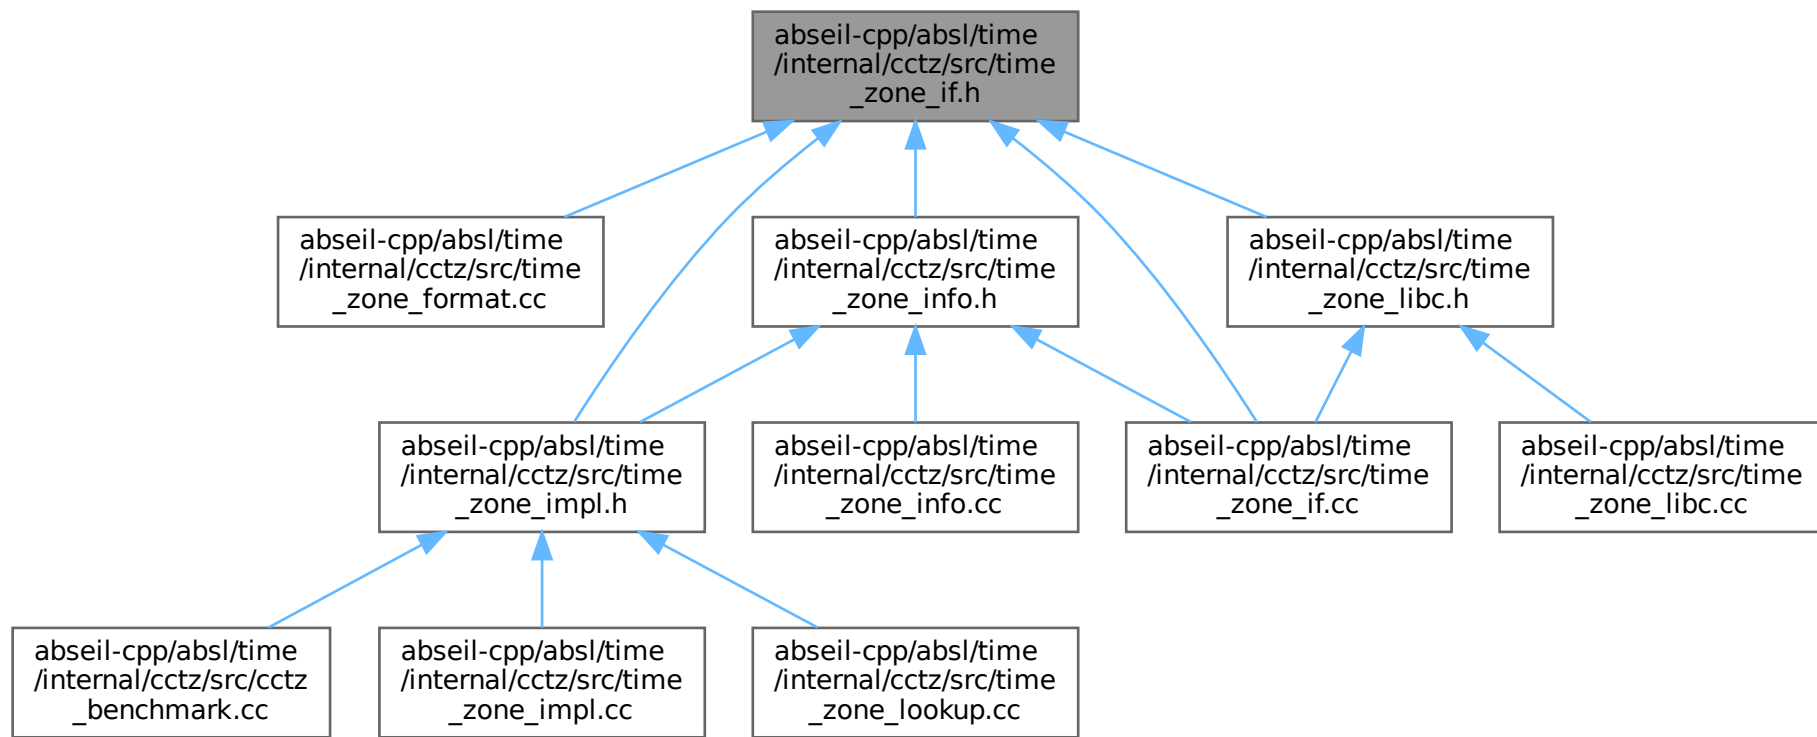 abseil-cpp/absl/time
/internal/cctz/src/time
_zone_if.h
abseil-cpp/absl/time
/internal/cctz/src/time
_zone_format.cc
abseil-cpp/absl/time
/internal/cctz/src/time
_zone_info.h
abseil-cpp/absl/time
/internal/cctz/src/time
_zone_libc.h
abseil-cpp/absl/time
/internal/cctz/src/time
_zone_impl.h
abseil-cpp/absl/time
/internal/cctz/src/time
_zone_info.cc
abseil-cpp/absl/time
/internal/cctz/src/time
_zone_if.cc
abseil-cpp/absl/time
/internal/cctz/src/time
_zone_libc.cc
abseil-cpp/absl/time
/internal/cctz/src/cctz
_benchmark.cc
abseil-cpp/absl/time
/internal/cctz/src/time
_zone_impl.cc
abseil-cpp/absl/time
/internal/cctz/src/time
_zone_lookup.cc